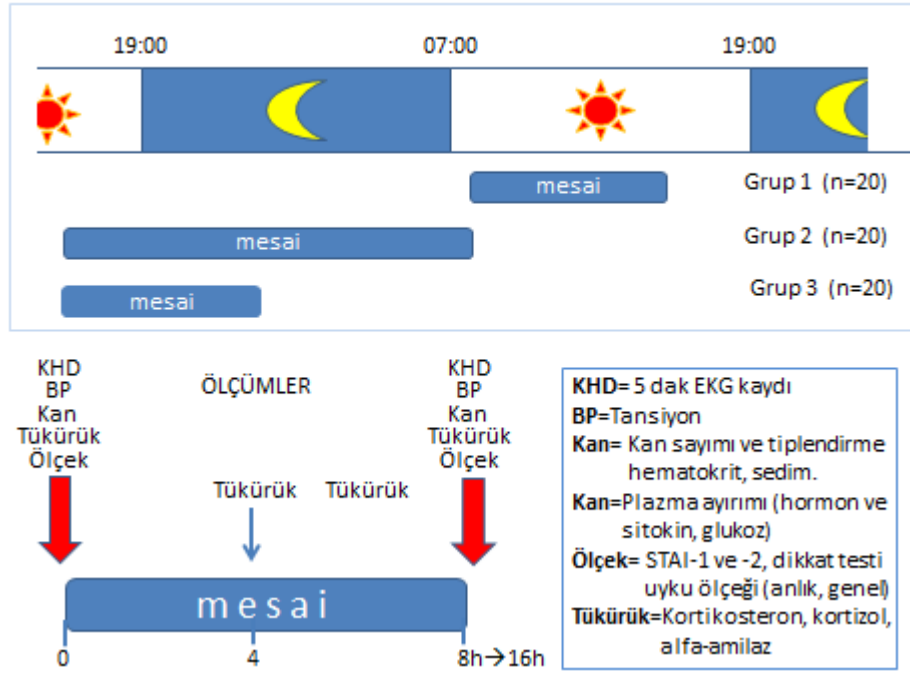 19:00 07:00 19:00
mesai Grup 1 (n=20)
mesai Grup 2 (n=20)
mesai Grup 3 (n=20)
KHD
BP
Kan
Tükürük
Ölçek
ÖLÇÜMLER
Tükürük Tükürük
KHD
BP
Kan
Tükürük
Ölçek
mesai
0 4 8h→16h
KHD= 5 dak EKG kaydı
BP=Tansiyon
Kan= Kan sayımı ve tiplendirme
hematokrit, sedim.
Kan=Plazma ayırımı (hormon ve
sitokin, glukoz)
Ölçek= STAI-1 ve -2, dikkat testi
uyku ölçeği (anlık, genel)
Tükürük=Kortikosteron, kortizol,
alfa-amilaz